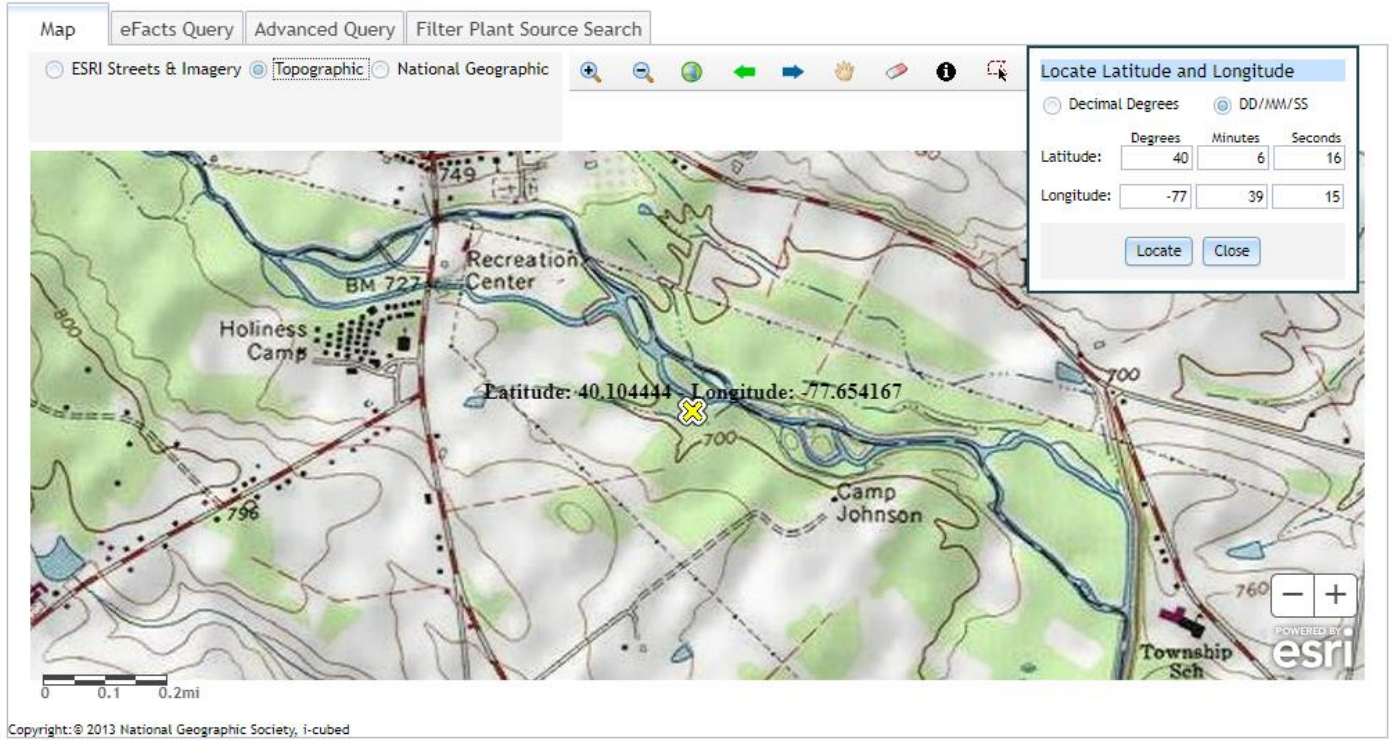 Map eFacts Query Advanced Query Filter Plant Source Search
ESRI Streets & Imagery Topographic National Geographic
Locate Latitude and Longitude
Decimal Degrees DD/MM/SS
Degrees Minutes Seconds
Latitude: 40 6 16
Longitude: -77 39 15
Locate Close
749
Recreation
Center
BM 727
Holiness
Camp
800
Latitude: 40.104444 Longitude: -77.654167
700
700
Camp
Johnson
796
760
Township
Sch
POWERED BY
esri
0 0.1 0.2mi
Copyright:© 2013 National Geographic Society, i-cubed